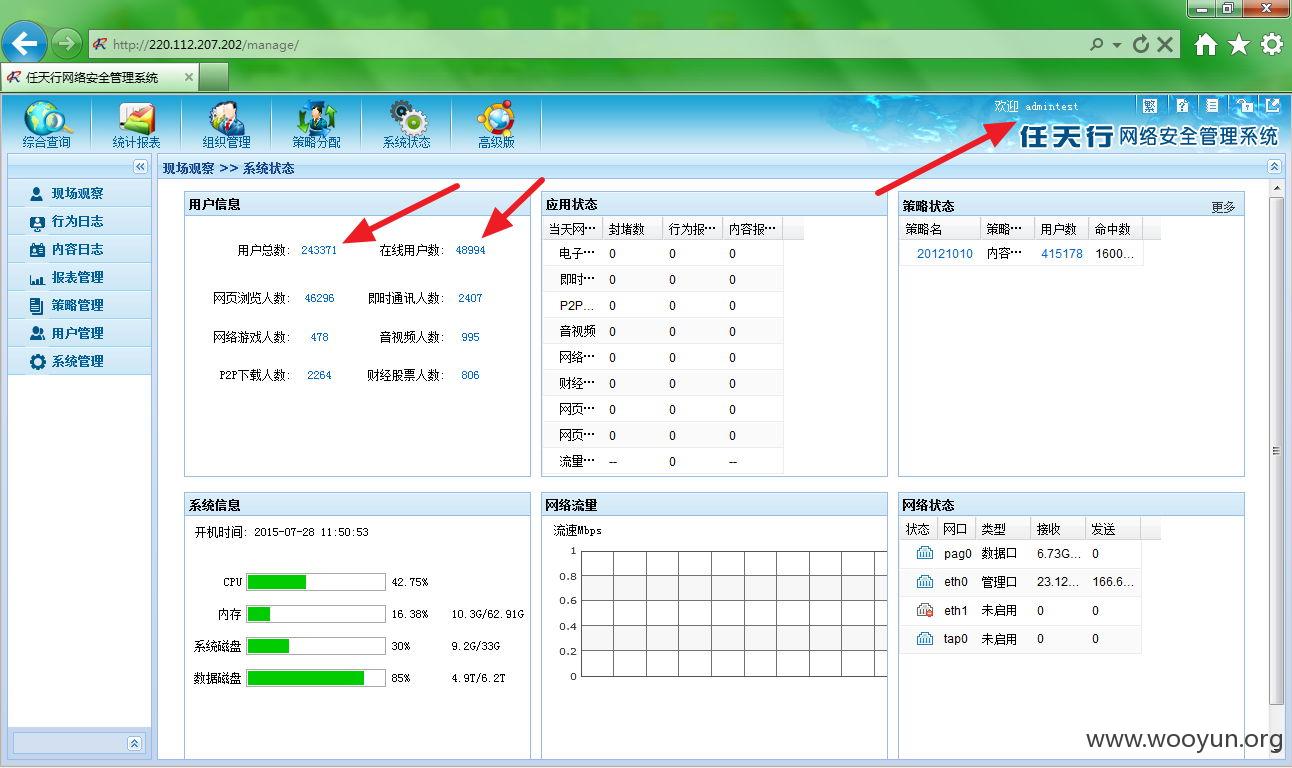 http://220.112.207.202/manage/
任天行网络安全管理系统
欢迎 admintest
繁
综合查询 统计报表 组织管理 策略分配 系统状态 高级版
任天行网络安全管理系统
现场观察 >> 系统状态
现场观察
行为日志
内容日志
报表管理
策略管理
用户管理
系统管理
用户信息
用户总数: 243371 在线用户数: 48994
网页浏览人数: 46296 即时通讯人数: 2407
网络游戏人数: 478 音视频人数: 995
P2P下载人数: 2264 财经股票人数: 806
应用状态
当天网… 封堵数 行为报… 内容报…
电子… 0 0 0
即时… 0 0 0
P2P... 0 0 0
音视频 0 0 0
网络… 0 0 0
财经… 0 0 0
网页… 0 0 0
网页… 0 0 0
流量… -- 0 --
策略状态 更多
策略名 策略… 用户数 命中数
20121010 内容… 415178 1600...
系统信息
开机时间: 2015-07-28 11:50:53
CPU 42.75%
内存 16.38% 10.3G/62.91G
系统磁盘 30% 9.2G/33G
数据磁盘 85% 4.9T/6.2T
网络流量
流速Mbps
1
0.8
0.6
0.4
0.2
0
网络状态
状态 网口 类型 接收 发送
pag0 数据口 6.73G... 0
eth0 管理口 23.12... 166.6...
eth1 未启用 0 0
tap0 未启用 0 0
www.wooyun.org